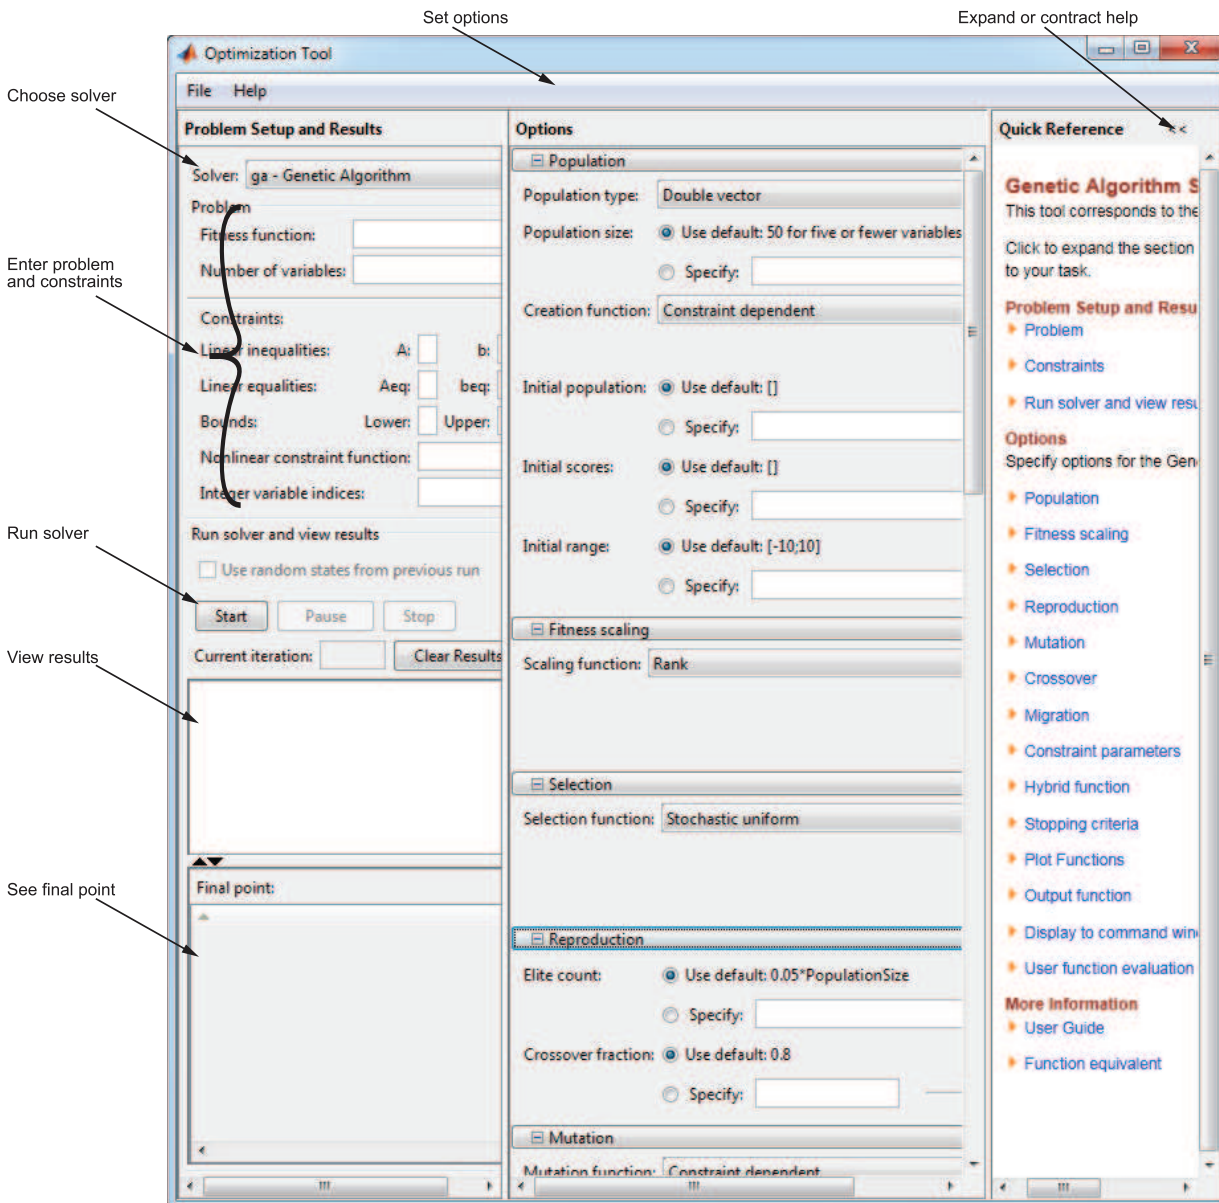 Set options
Expand or contract help
Optimization Tool
File Help
Choose solver
Problem Setup and Results
Solver: ga - Genetic Algorithm
Problem
Fitness function:
Number of variables:
Enter problem
and constraints
Constraints:
Linear inequalities: A: b:
Linear equalities: Aeq: beq:
Bounds: Lower: Upper:
Nonlinear constraint function:
Integer variable indices:
Run solver
Run solver and view results
Use random states from previous run
Start Pause Stop
View results
Current iteration: Clear Results
See final point
Final point:
Options
Population
Population type: Double vector
Population size: Use default: 50 for five or fewer variables
Specify:
Creation function: Constraint dependent
Initial population: Use default: []
Specify:
Initial scores: Use default: []
Specify:
Initial range: Use default: [-10;10]
Specify:
Fitness scaling
Scaling function: Rank
Selection
Selection function: Stochastic uniform
Reproduction
Elite count: Use default: 0.05*PopulationSize
Specify:
Crossover fraction: Use default: 0.8
Specify:
Mutation
Mutation function: Constraint dependent
Quick Reference <<
Genetic Algorithm S
This tool corresponds to the
Click to expand the section
to your task.
Problem Setup and Resu
Problem
Constraints
Run solver and view resu
Options
Specify options for the Gen
Population
Fitness scaling
Selection
Reproduction
Mutation
Crossover
Migration
Constraint parameters
Hybrid function
Stopping criteria
Plot Functions
Output function
Display to command win
User function evaluation
More Information
User Guide
Function equivalent